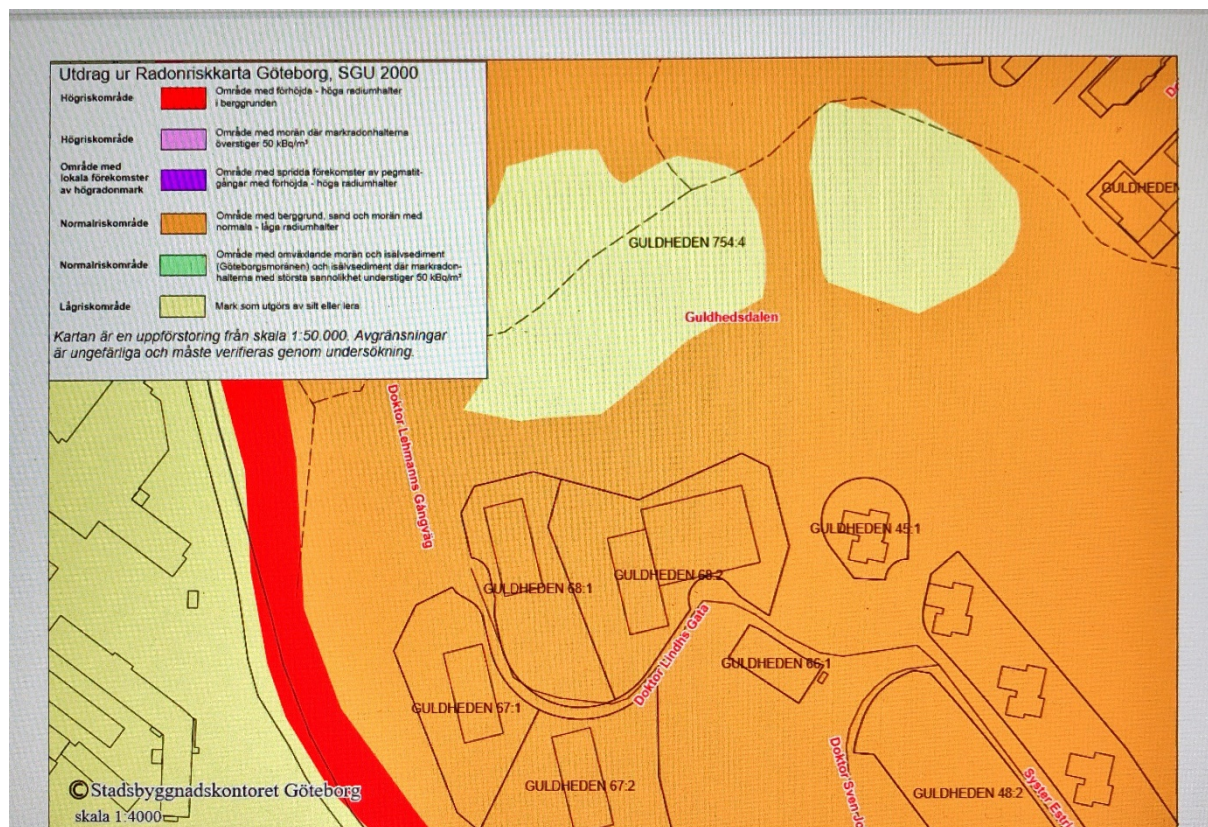 Utdrag ur Radonriskkarta Göteborg, SGU 2000
Högriskområde
Område med förhöjda - höga radiumhalter
i berggrunden
Högriskområde
Område med morän där markradonhalterna
överstiger 50 kBq/m³
Område med
lokala förekomster
av högradonmark
Område med spridda förekomster av pegmatit-
gångar med förhöjda - höga radiumhalter
Normalriskområde
Område med berggrund, sand och morän med
normala - låga radiumhalter
Normalriskområde
Område med omväxlande morän och isälvsediment
(Göteborgsmoränen) och isälvsediment där markradon-
halterna med största sannolikhet understiger 50 kBq/m³
Lågriskområde
Mark som utgörs av silt eller lera
Kartan är en uppförstoring från skala 1:50.000. Avgränsningar
är ungefärliga och måste verifieras genom undersökning.
GULDHEDEN
GULDHEDEN 754:4
Guldhedsdalen
Doktor Lehmanns Gångväg
GULDHEDEN 45:1
GULDHEDEN 68:1
GULDHEDEN 68:2
Doktor Lindhs Gata
GULDHEDEN 66:1
GULDHEDEN 67:1
GULDHEDEN 67:2
GULDHEDEN 48:2
Doktor Sven
Syster Estri
© Stadsbyggnadskontoret Göteborg
skala 1:4000